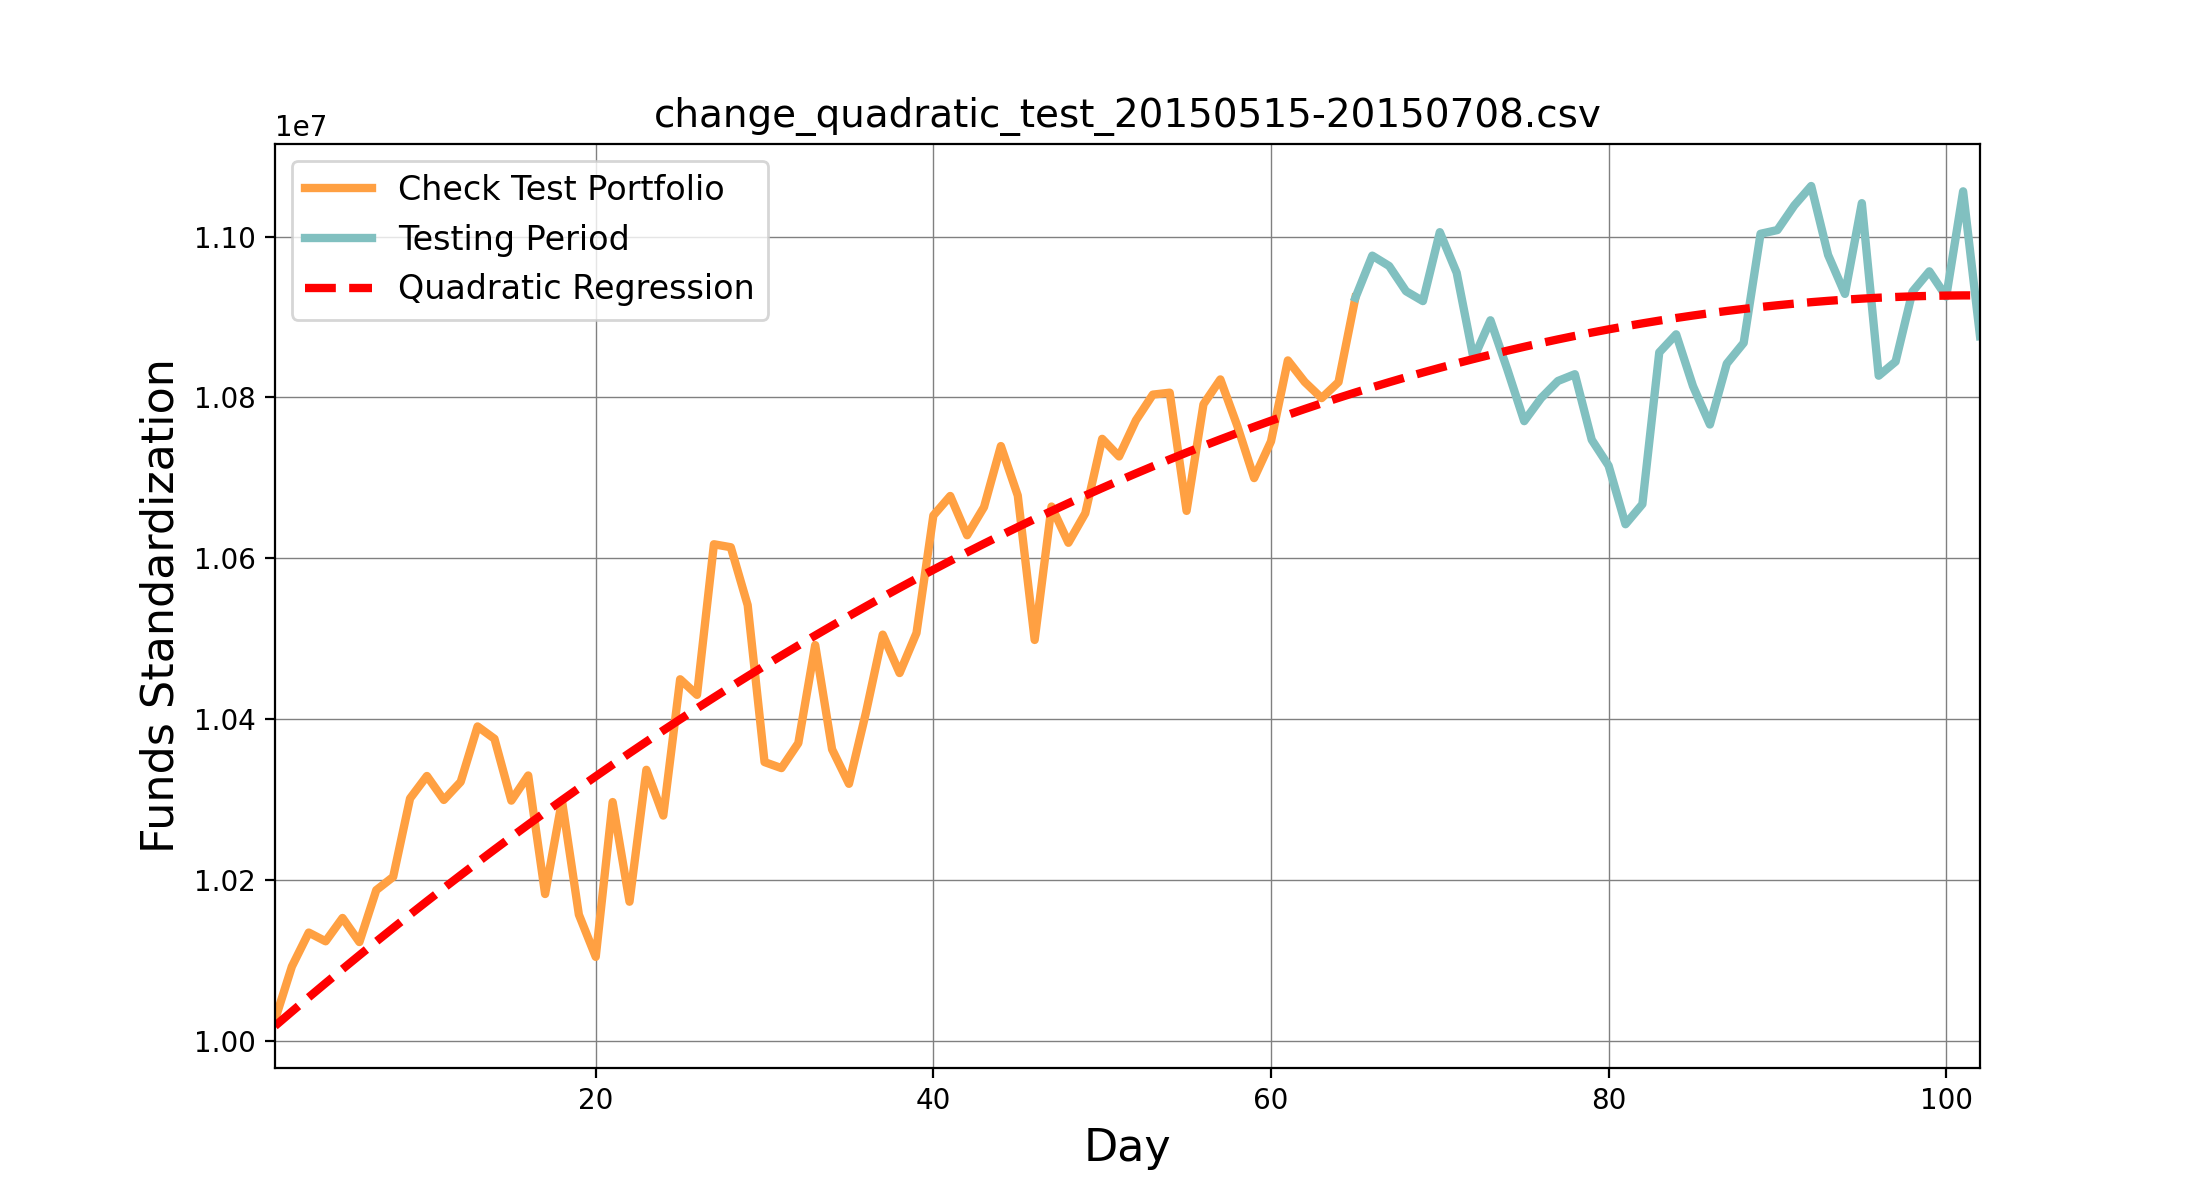 change_quadratic_test_20150515-20150708.csv
1e7
Check Test Portfolio
Testing Period
Quadratic Regression
1.10
1.08
1.06
1.04
1.02
1.00
Funds Standardization
20 40 60 80 100
Day